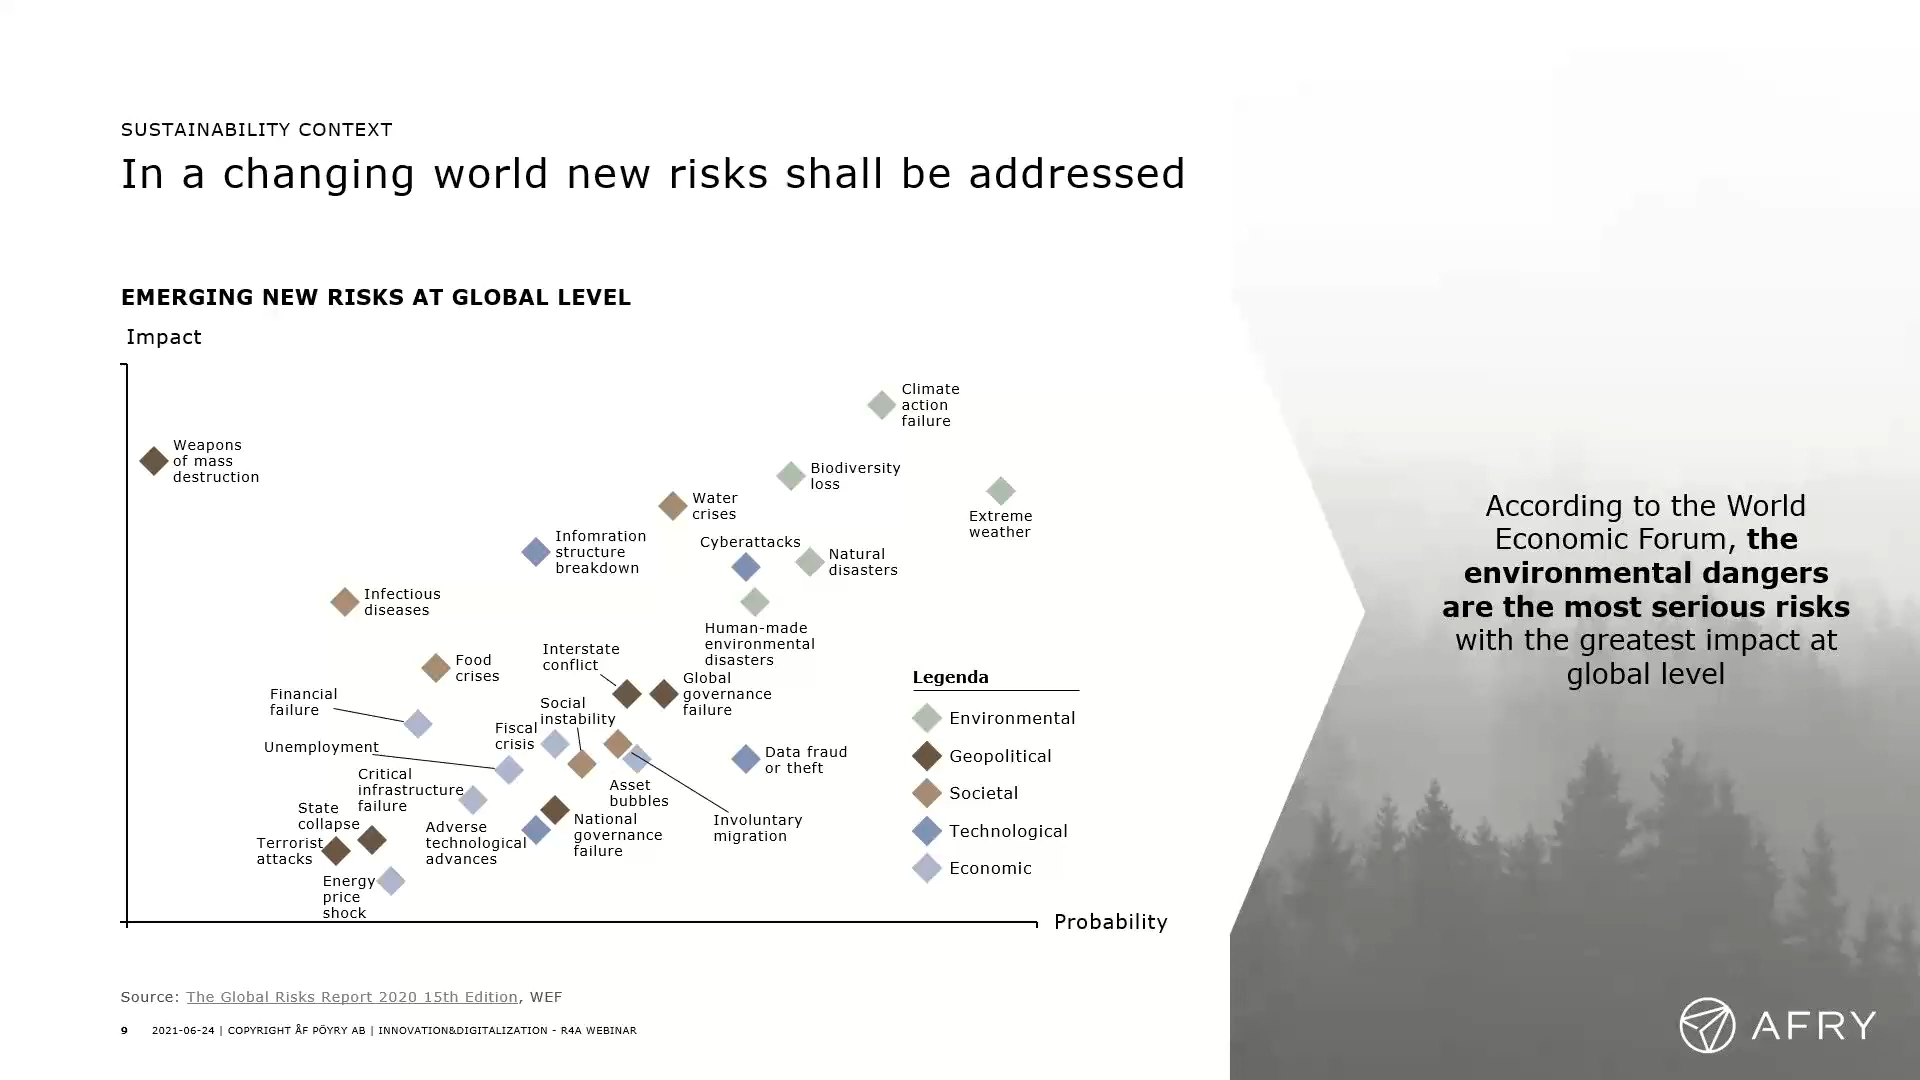 SUSTAINABILITY CONTEXT
In a changing world new risks shall be addressed
EMERGING NEW RISKS AT GLOBAL LEVEL
Impact
Climate
action
failure
Weapons
of mass
destruction
Biodiversity
loss
Water
crises
Extreme
weather
Infomration
structure
breakdown
Cyberattacks
Natural
disasters
Infectious
diseases
Human-made
environmental
disasters
Interstate
conflict
Food
crises
Global
governance
failure
Financial
failure
Social
instability
Fiscal
crisis
Unemployment
Data fraud
or theft
Critical
infrastructure
failure
Asset
bubbles
State
collapse
Involuntary
migration
National
governance
failure
Adverse
technological
advances
Terrorist
attacks
Energy
price
shock
Probability
Legenda
Environmental
Geopolitical
Societal
Technological
Economic
According to the World
Economic Forum, the
environmental dangers
are the most serious risks
with the greatest impact at
global level
Source: The Global Risks Report 2020 15th Edition, WEF
9 2021-06-24 | COPYRIGHT ÅF PÖYRY AB | INNOVATION&DIGITALIZATION - R4A WEBINAR
AFRY